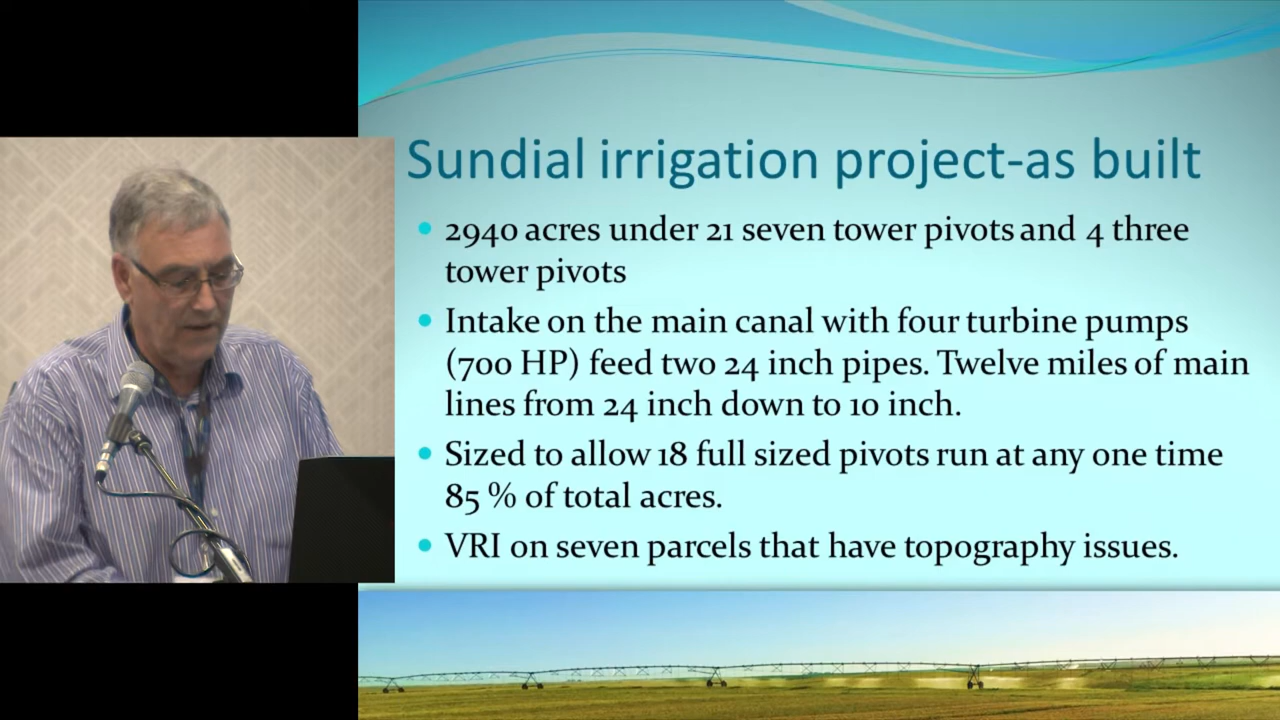 Sundial irrigation project-as built
• 2940 acres under 21 seven tower pivots and 4 three
tower pivots
• Intake on the main canal with four turbine pumps
(700 HP) feed two 24 inch pipes. Twelve miles of main
lines from 24 inch down to 10 inch.
• Sized to allow 18 full sized pivots run at any one time
85 % of total acres.
• VRI on seven parcels that have topography issues.